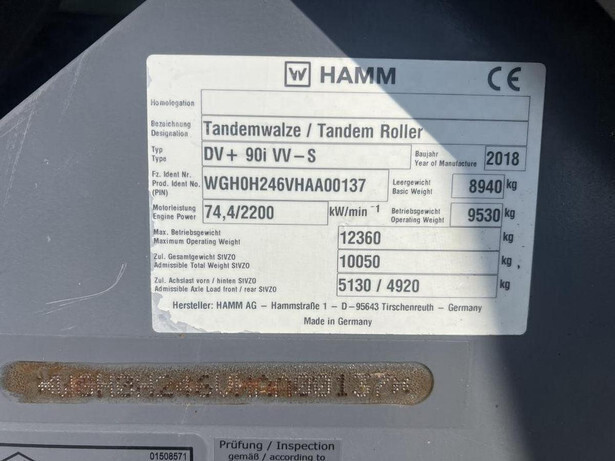 HAMM CE
Homologation
Bezeichnung Tandemwalze / Tandem Roller
Designation
Typ DV+ 90i VV-S Baujahr 2018
Type Year of Manufacture
Fz. Ident Nr. WGH0H246VHAA00137 Leergewicht 8940 kg
Prod. Ident No. Basic Weight
Motorleistung 74,4/2200 kW/min⁻¹ Betriebsgewicht 9530 kg
Engine Power Operating Weight
Max. Betriebsgewicht 12360 kg
Maximum Operating Weight
Zul. Gesamtgewicht StVZO 10050 kg
Admissible Total Weight StVZO
Zul. Achslast vorn / hinten StVZO 5130 / 4920 kg
Admissible Axle Load front / rear StVZO
Hersteller: HAMM AG - Hammstraße 1 - D-95643 Tirschenreuth - Germany
Made in Germany
01508571
Prüfung / Inspection
gemäß / according to